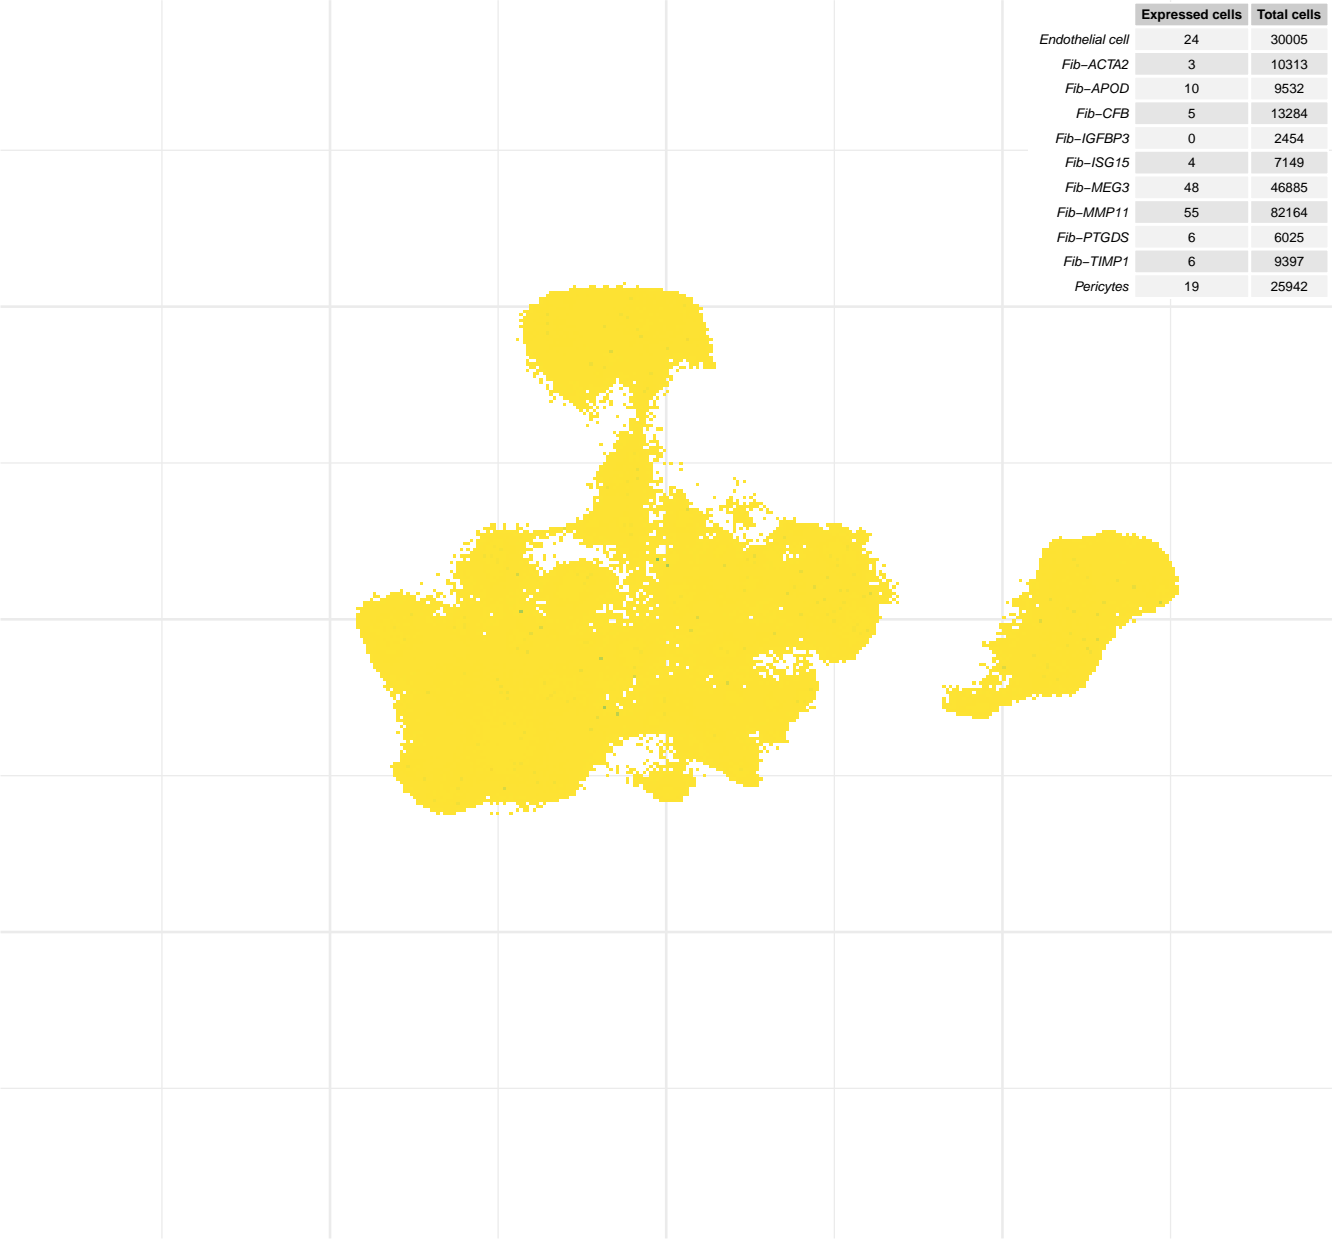 Expressed cells Total cells
Endothelial cell 24 30005
Fib−ACTA2 3 10313
Fib−APOD 10 9532
Fib−CFB 5 13284
Fib−IGFBP3 0 2454
Fib−ISG15 4 7149
Fib−MEG3 48 46885
Fib−MMP11 55 82164
Fib−PTGDS 6 6025
Fib−TIMP1 6 9397
Pericytes 19 25942